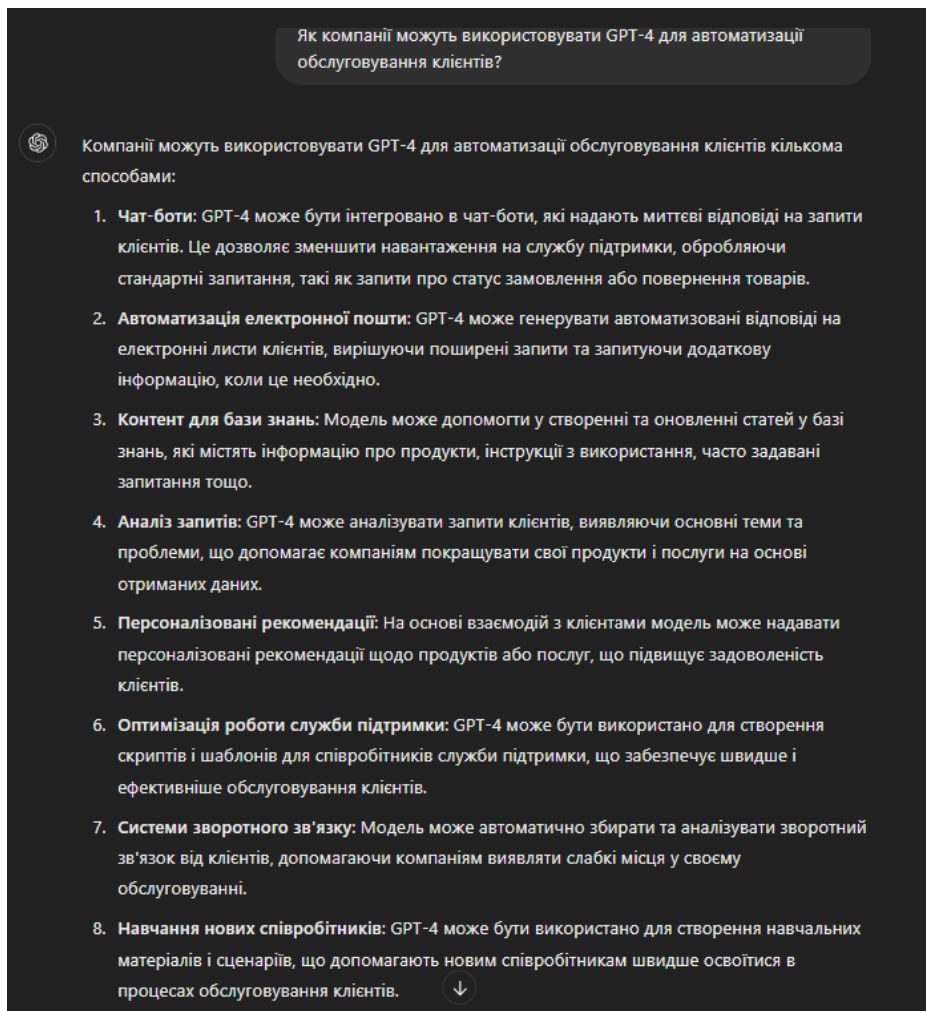 Як компанії можуть використовувати GPT-4 для автоматизації
обслуговування клієнтів?
Компанії можуть використовувати GPT-4 для автоматизації обслуговування клієнтів кількома
способами:
1. Чат-боти: GPT-4 може бути інтегровано в чат-боти, які надають миттєві відповіді на запити
клієнтів. Це дозволяє зменшити навантаження на службу підтримки, обробляючи
стандартні запитання, такі як запити про статус замовлення або повернення товарів.
2. Автоматизація електронної пошти: GPT-4 може генерувати автоматизовані відповіді на
електронні листи клієнтів, вирішуючи поширені запити та запитуючи додаткову
інформацію, коли це необхідно.
3. Контент для бази знань: Модель може допомогти у створенні та оновленні статей у базі
знань, які містять інформацію про продукти, інструкції з використання, часто задавані
запитання тощо.
4. Аналіз запитів: GPT-4 може аналізувати запити клієнтів, виявляючи основні теми та
проблеми, що допомагає компаніям покращувати свої продукти і послуги на основі
отриманих даних.
5. Персоналізовані рекомендації: На основі взаємодій з клієнтами модель може надавати
персоналізовані рекомендації щодо продуктів або послуг, що підвищує задоволеність
клієнтів.
6. Оптимізація роботи служби підтримки: GPT-4 може бути використано для створення
скриптів і шаблонів для співробітників служби підтримки, що забезпечує швидше і
ефективніше обслуговування клієнтів.
7. Системи зворотного зв'язку: Модель може автоматично збирати та аналізувати зворотний
зв'язок від клієнтів, допомагаючи компаніям виявляти слабкі місця у своєму
обслуговуванні.
8. Навчання нових співробітників: GPT-4 може бути використано для створення навчальних
матеріалів і сценаріїв, що допомагають новим співробітникам швидше освоїтися в
процесах обслуговування клієнтів.